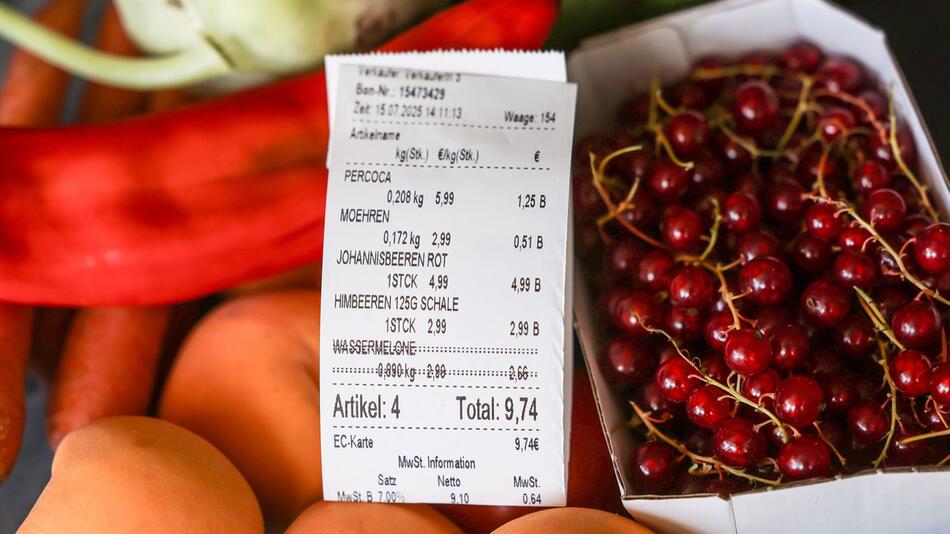 Verkäufer: Verkäuferin 3
Bon-Nr.: 15473429
Zeit: 15.07.2025 14:11:13 Waage: 154
Artikelname
kg(Stk.) €/kg(Stk.) €
PERCOCA
0,208 kg 5,99 1,25 B
MOEHREN
0,172 kg 2,99 0,51 B
JOHANNISBEEREN ROT
1STCK 4,99 4,99 B
HIMBEEREN 125G SCHALE
1STCK 2,99 2,99 B
WASSERMELONE
0,890 kg 2,99 2,66
Artikel: 4 Total: 9,74
EC-Karte 9,74€
MwSt. Information
Satz Netto MwSt.
MwSt. B 7,00% 9,10 0,64